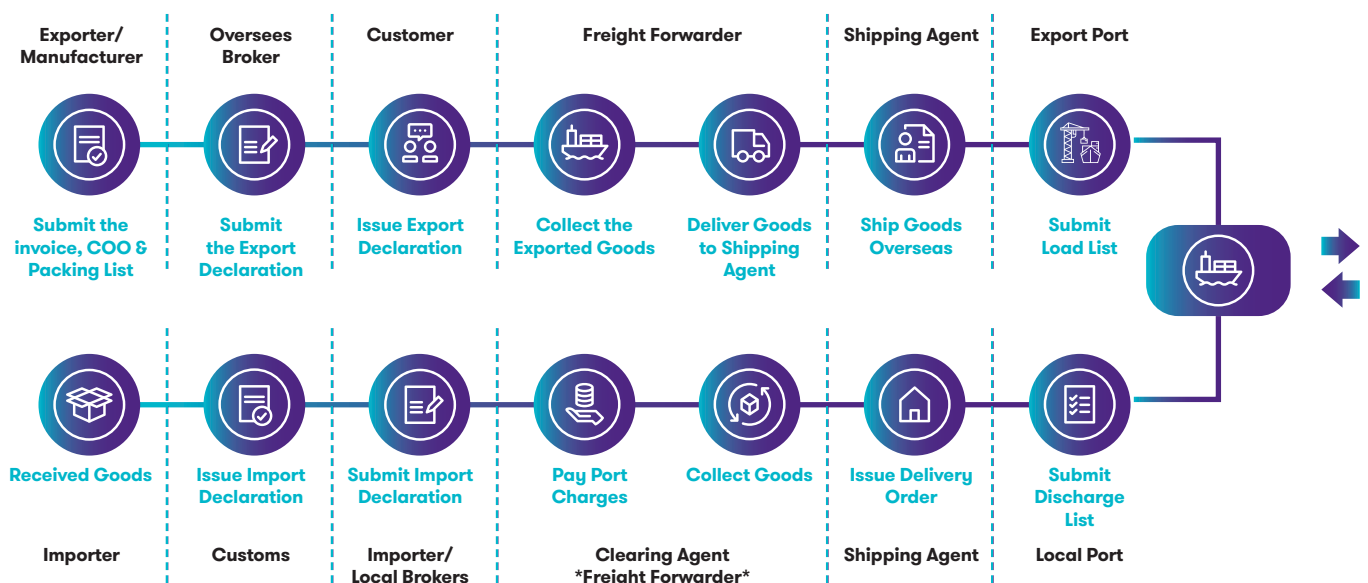 Exporter/
Manufacturer
Oversees
Broker
Customer
Freight Forwarder
Shipping Agent
Export Port
Submit the
invoice, COO &
Packing List
Submit
the Export
Declaration
Issue Export
Declaration
Collect the
Exported Goods
Deliver Goods
to Shipping
Agent
Ship Goods
Overseas
Submit
Load List
Received Goods
Issue Import
Declaration
Submit Import
Declaration
Pay Port
Charges
Collect Goods
Issue Delivery
Order
Submit
Discharge
List
Importer
Customs
Importer/
Local Brokers
Clearing Agent
*Freight Forwarder*
Shipping Agent
Local Port